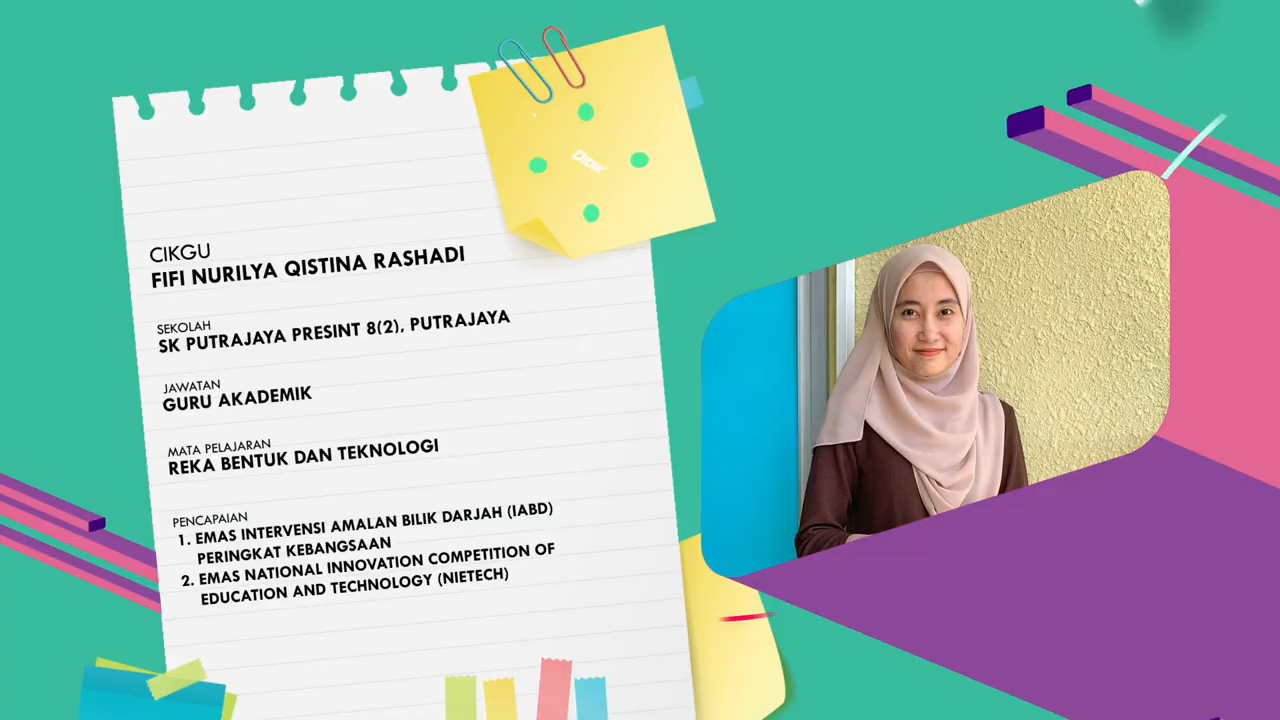 CIKGU
FIFI NURILYA QISTINA RASHADI
SEKOLAH
SK PUTRAJAYA PRESINT 8(2), PUTRAJAYA
JAWATAN
GURU AKADEMIK
MATA PELAJARAN
REKA BENTUK DAN TEKNOLOGI
PENCAPAIAN
1. EMAS INTERVENSI AMALAN BILIK DARJAH (IABD)
PERINGKAT KEBANGSAAN
2. EMAS NATIONAL INNOVATION COMPETITION OF
EDUCATION AND TECHNOLOGY (NIETECH)